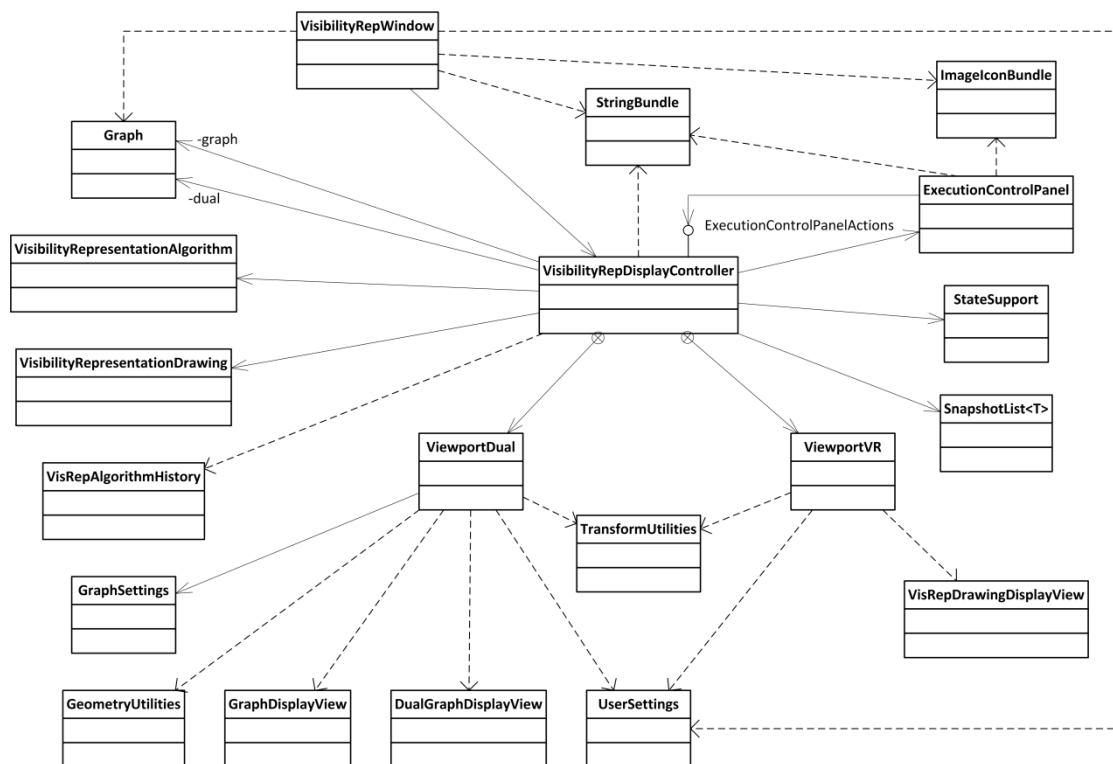 VisibilityRepWindow
ImageIconBundle
StringBundle
Graph
-graph
-dual
ExecutionControlPanel
ExecutionControlPanelActions
VisibilityRepresentationAlgorithm
VisibilityRepDisplayController
StateSupport
VisibilityRepresentationDrawing
SnapshotList<T>
ViewportDual
ViewportVR
VisRepAlgorithmHistory
TransformUtilities
GraphSettings
VisRepDrawingDisplayView
GeometryUtilities
GraphDisplayView
DualGraphDisplayView
UserSettings